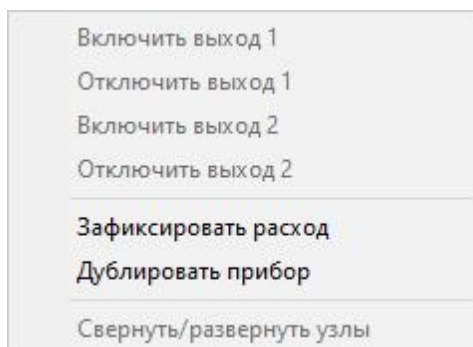 Включить выход 1
Отключить выход 1
Включить выход 2
Отключить выход 2
Зафиксировать расход
Дублировать прибор
Свернуть/развернуть узлы